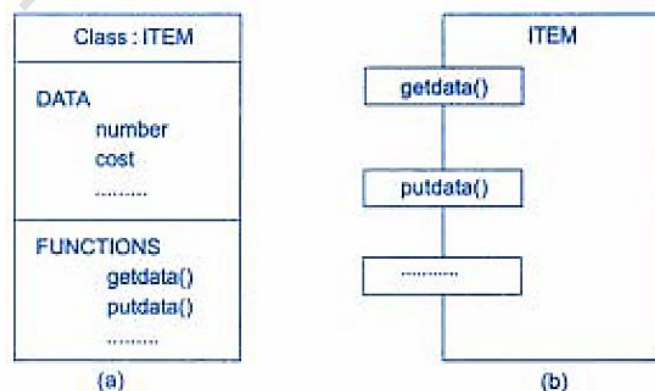 Class : ITEM
DATA
number
cost
.........
FUNCTIONS
getdata()
putdata()
.........
(a)
ITEM
getdata()
putdata()
..........
(b)